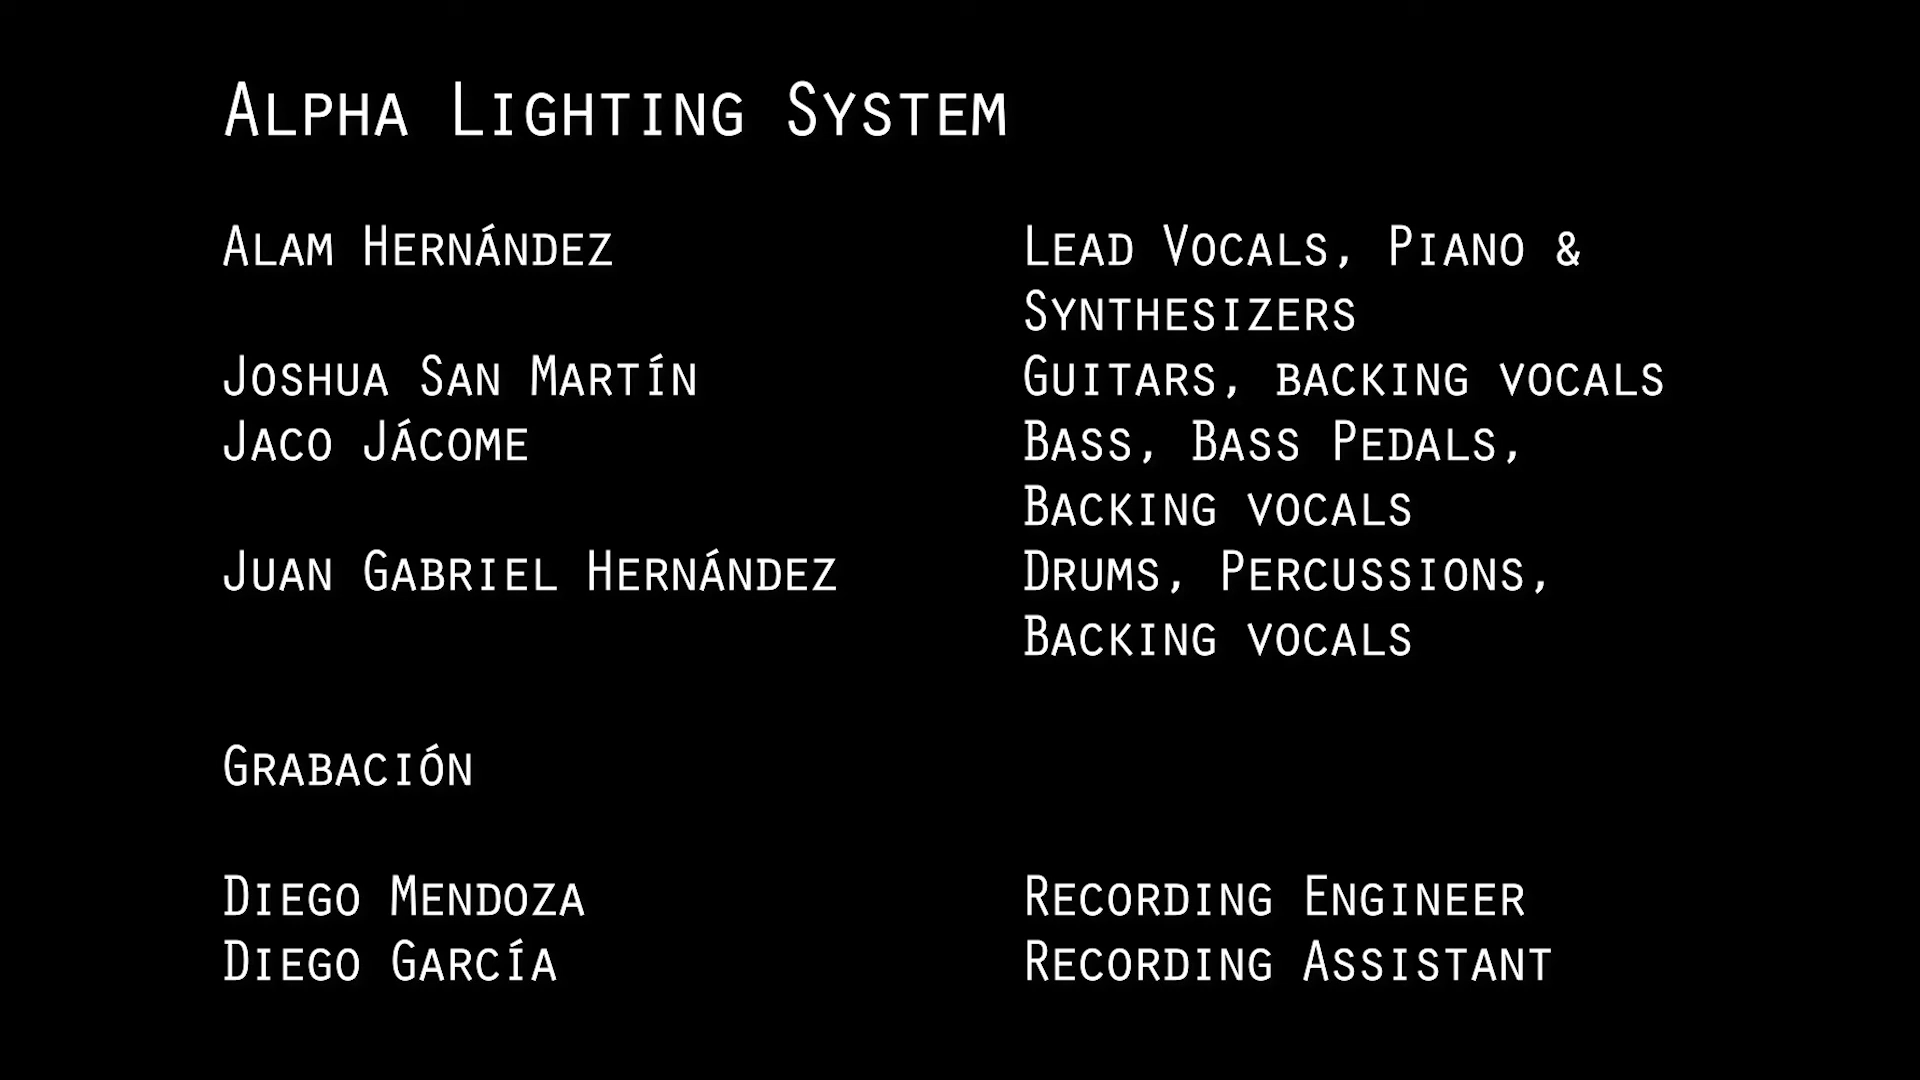 Alpha Lighting System
Alam Hernández Lead Vocals, Piano &
Synthesizers
Joshua San Martín Guitars, backing vocals
Jaco Jácome Bass, Bass Pedals,
Backing vocals
Juan Gabriel Hernández Drums, Percussions,
Backing vocals
Grabación
Diego Mendoza Recording Engineer
Diego García Recording Assistant